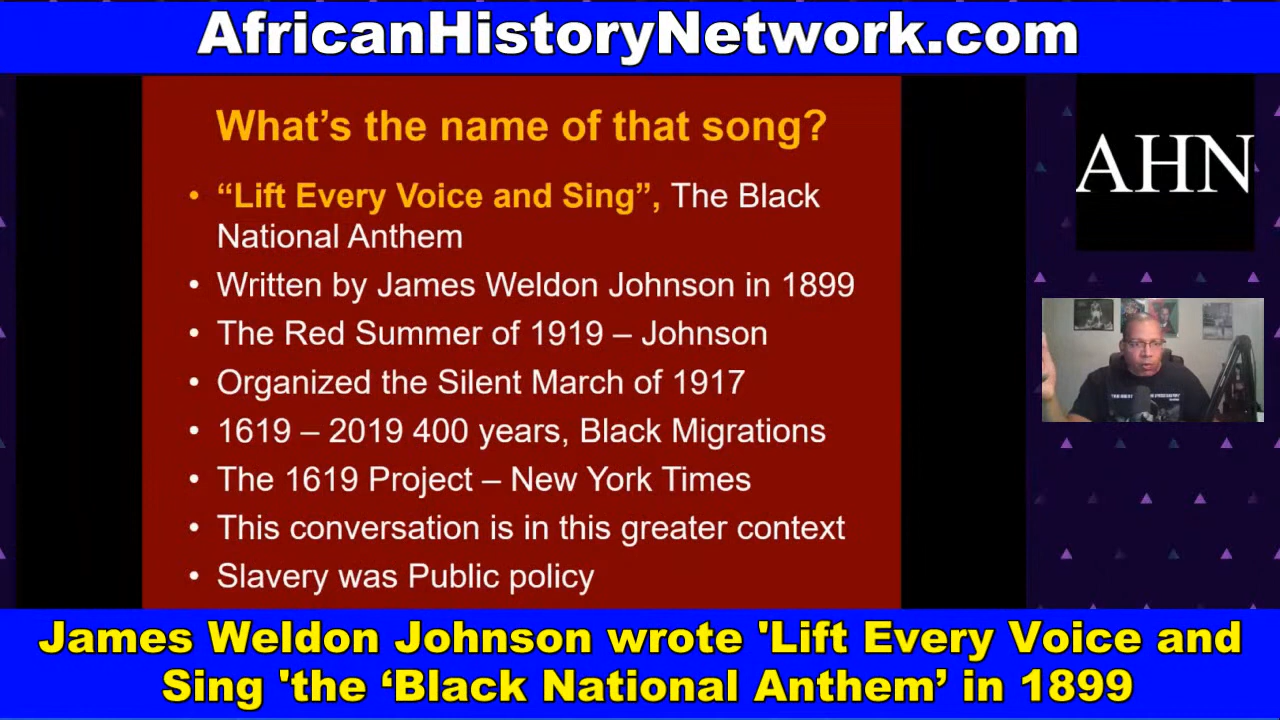 AfricanHistoryNetwork.com
What’s the name of that song?
• “Lift Every Voice and Sing”, The Black
National Anthem
• Written by James Weldon Johnson in 1899
• The Red Summer of 1919 – Johnson
• Organized the Silent March of 1917
• 1619 – 2019 400 years, Black Migrations
• The 1619 Project – New York Times
• This conversation is in this greater context
• Slavery was Public policy
AHN
James Weldon Johnson wrote 'Lift Every Voice and
Sing 'the ‘Black National Anthem’ in 1899